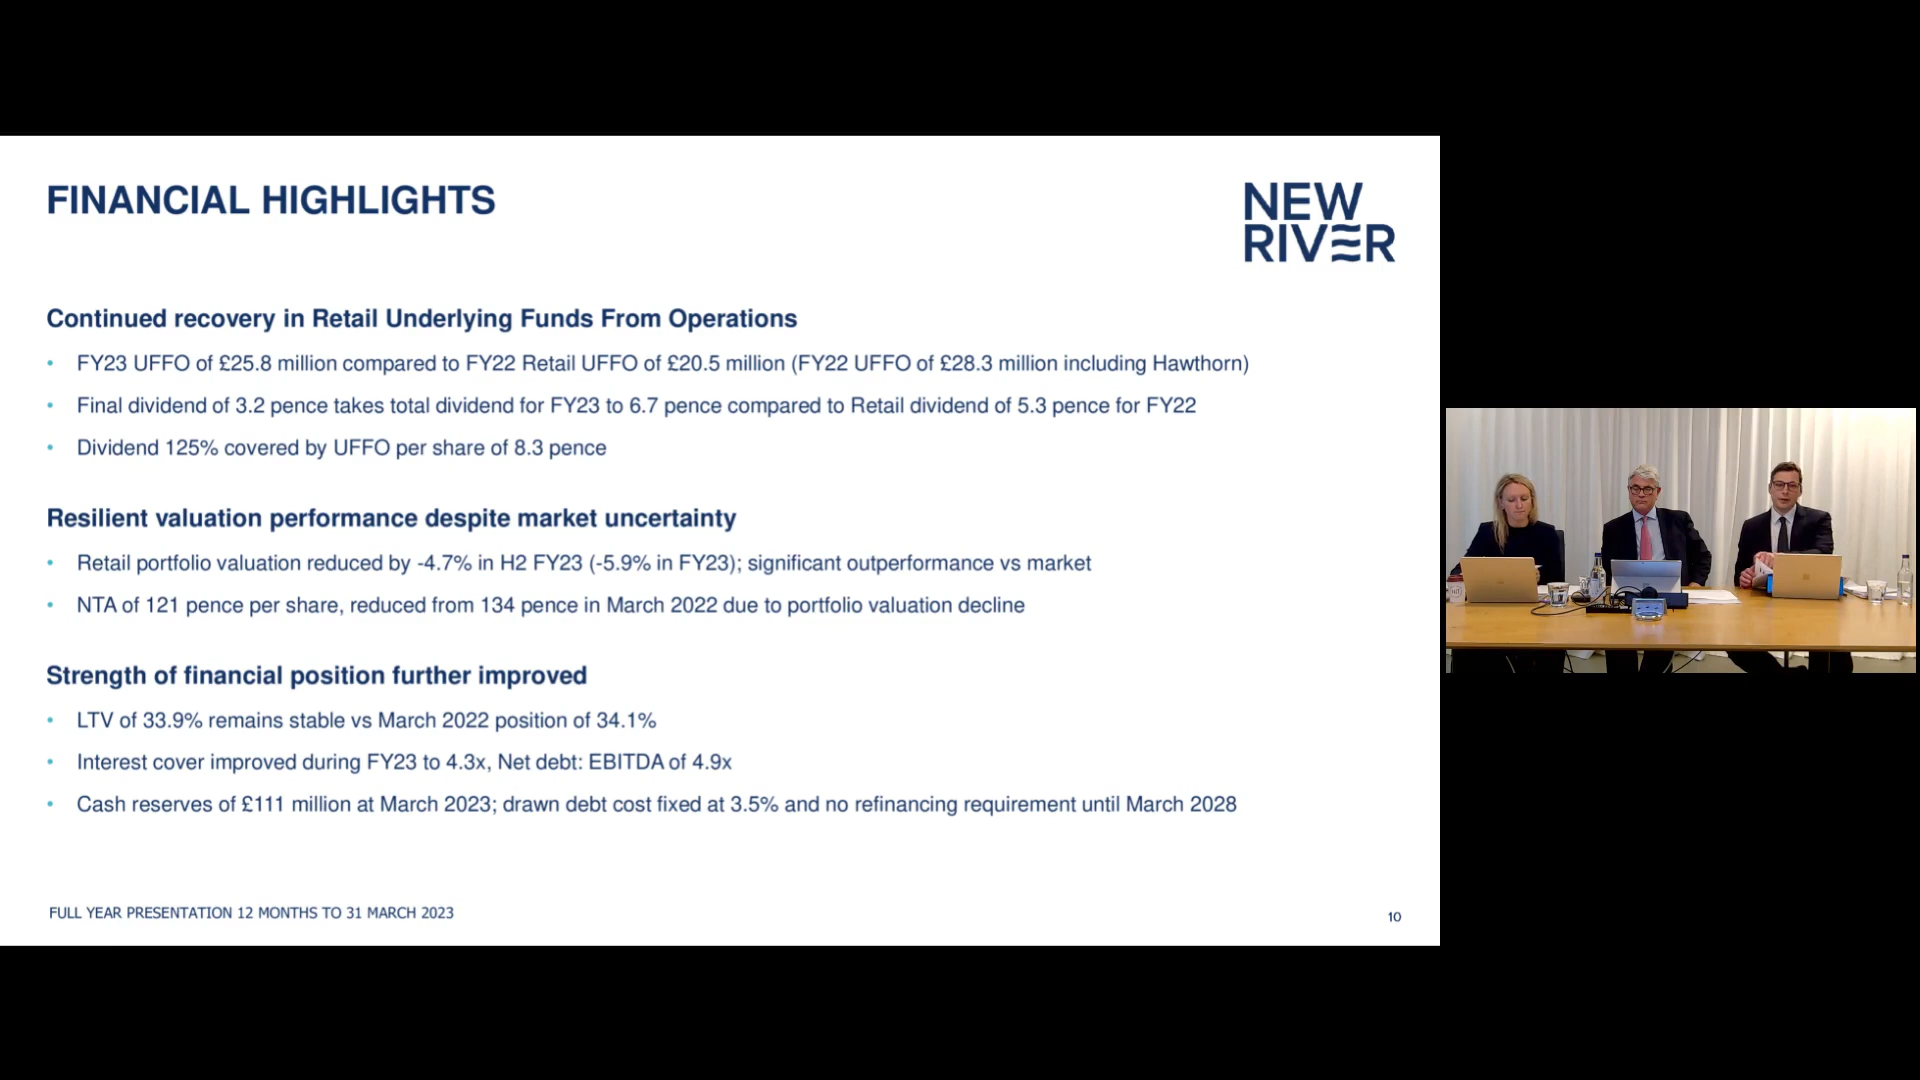 FINANCIAL HIGHLIGHTS
NEW
RIVER
Continued recovery in Retail Underlying Funds From Operations
• FY23 UFFO of £25.8 million compared to FY22 Retail UFFO of £20.5 million (FY22 UFFO of £28.3 million including Hawthorn)
• Final dividend of 3.2 pence takes total dividend for FY23 to 6.7 pence compared to Retail dividend of 5.3 pence for FY22
• Dividend 125% covered by UFFO per share of 8.3 pence
Resilient valuation performance despite market uncertainty
• Retail portfolio valuation reduced by -4.7% in H2 FY23 (-5.9% in FY23); significant outperformance vs market
• NTA of 121 pence per share, reduced from 134 pence in March 2022 due to portfolio valuation decline
Strength of financial position further improved
• LTV of 33.9% remains stable vs March 2022 position of 34.1%
• Interest cover improved during FY23 to 4.3x, Net debt: EBITDA of 4.9x
• Cash reserves of £111 million at March 2023; drawn debt cost fixed at 3.5% and no refinancing requirement until March 2028
FULL YEAR PRESENTATION 12 MONTHS TO 31 MARCH 2023
10